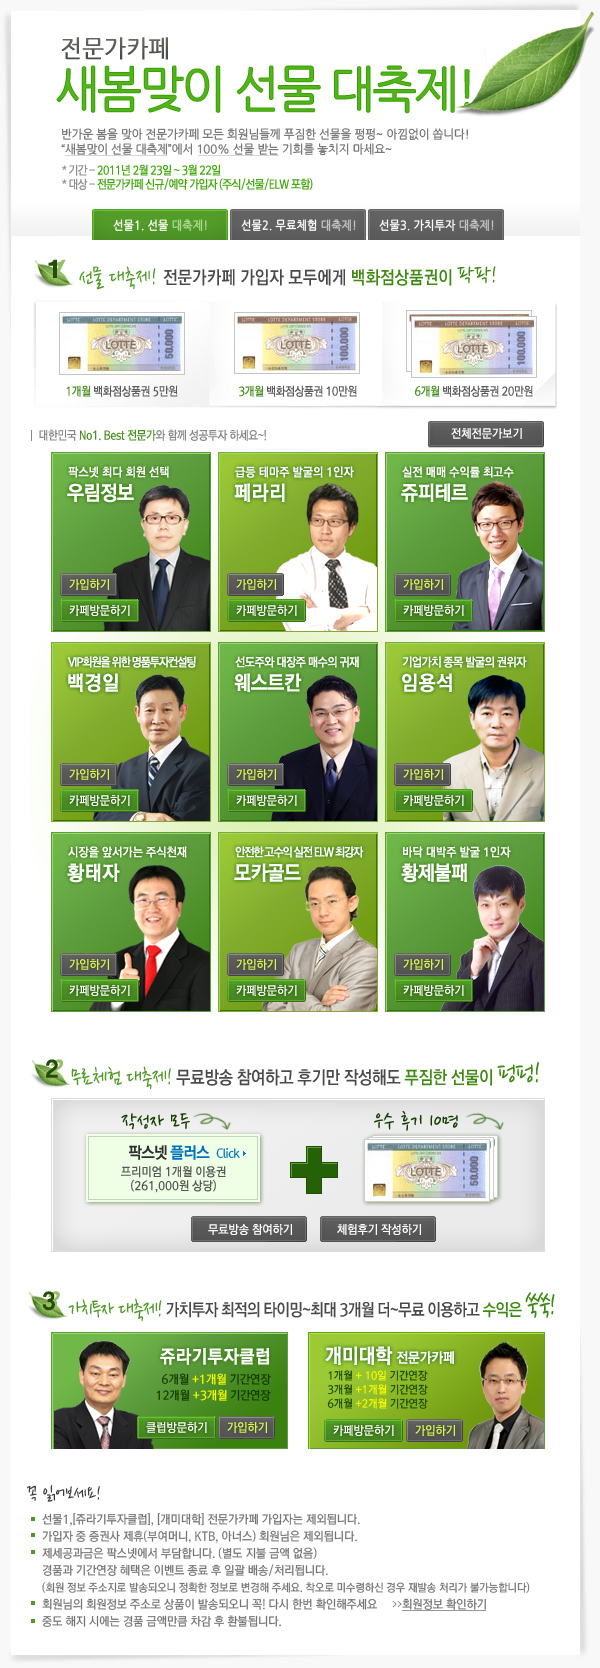 전문가카페
새봄맞이 선물 대축제!
반가운 봄을 맞아 전문가카페 모든 회원님들께 푸짐한 선물을 펑펑~ 아낌없이 쏩니다!
“새봄맞이 선물 대축제”에서 100% 선물 받는 기회를 놓치지 마세요~
* 기간 – 2011년 2월 23일 ~ 3월 22일
* 대상 – 전문가카페 신규/예약 가입자 (주식/선물/ELW 포함)
선물1. 선물 대축제! 선물2. 무료체험 대축제! 선물3. 가치투자 대축제!
1 선물 대축제! 전문가카페 가입자 모두에게 백화점상품권이 팍팍!
LOTTE LOTTE DEPARTMENT STORE LOTTE
LOTTE 50,000
LOTTE LOTTE DEPARTMENT STORE LOTTE
LOTTE 100,000
LOTTE LOTTE DEPARTMENT STORE LOTTE
LOTTE 100,000
1개월 백화점상품권 5만원 3개월 백화점상품권 10만원 6개월 백화점상품권 20만원
| 대한민국 No1. Best 전문가와 함께 성공투자 하세요~!
전체전문가보기
팍스넷 최다 회원 선택
우림정보
가입하기
카페방문하기
급등 테마주 발굴의 1인자
페라리
가입하기
카페방문하기
실전 매매 수익률 최고수
쥬피테르
가입하기
카페방문하기
VIP회원을 위한 명품투자컨설팅
백경일
가입하기
카페방문하기
선도주와 대장주 매수의 귀재
웨스트칸
가입하기
카페방문하기
기업가치 종목 발굴의 권위자
임용석
가입하기
카페방문하기
시장을 앞서가는 주식천재
황태자
가입하기
카페방문하기
안전한 고수익 실전 ELW 최강자
모카골드
가입하기
카페방문하기
바닥 대박주 발굴 1인자
황제불패
가입하기
카페방문하기
2 무료체험 대축제! 무료방송 참여하고 후기만 작성해도 푸짐한 선물이 펑펑!
작성자 모두
팍스넷 플러스 Click
프리미엄 1개월 이용권
(261,000원 상당)
우수 후기 10명
LOTTE LOTTE DEPARTMENT STORE LOTTE
LOTTE 50,000
무료방송 참여하기 체험후기 작성하기
3 가치투자 대축제! 가치투자 최적의 타이밍~최대 3개월 더~무료 이용하고 수익은 쑥쑥!
쥬라기투자클럽
6개월 +1개월 기간연장
12개월 +3개월 기간연장
클럽방문하기 가입하기
개미대학 전문가카페
1개월 + 10일 기간연장
3개월 +1개월 기간연장
6개월 +2개월 기간연장
카페방문하기 가입하기
꼭 읽어보세요!
선물1,[쥬라기투자클럽], [개미대학] 전문가카페 가입자는 제외됩니다.
가입자 중 증권사 제휴(부여머니, KTB, 아너스) 회원님은 제외됩니다.
제세공과금은 팍스넷에서 부담합니다. (별도 지불 금액 없음)
경품과 기간연장 혜택은 이벤트 종료 후 일괄 배송/처리됩니다.
(회원 정보 주소지로 발송되오니 정확한 정보로 변경해 주세요. 착오로 미수령하신 경우 재발송 처리가 불가능합니다)
회원님의 회원정보 주소로 상품이 발송되오니 꼭! 다시 한번 확인해주세요 >>회원정보 확인하기
중도 해지 시에는 경품 금액만큼 차감 후 환불됩니다.